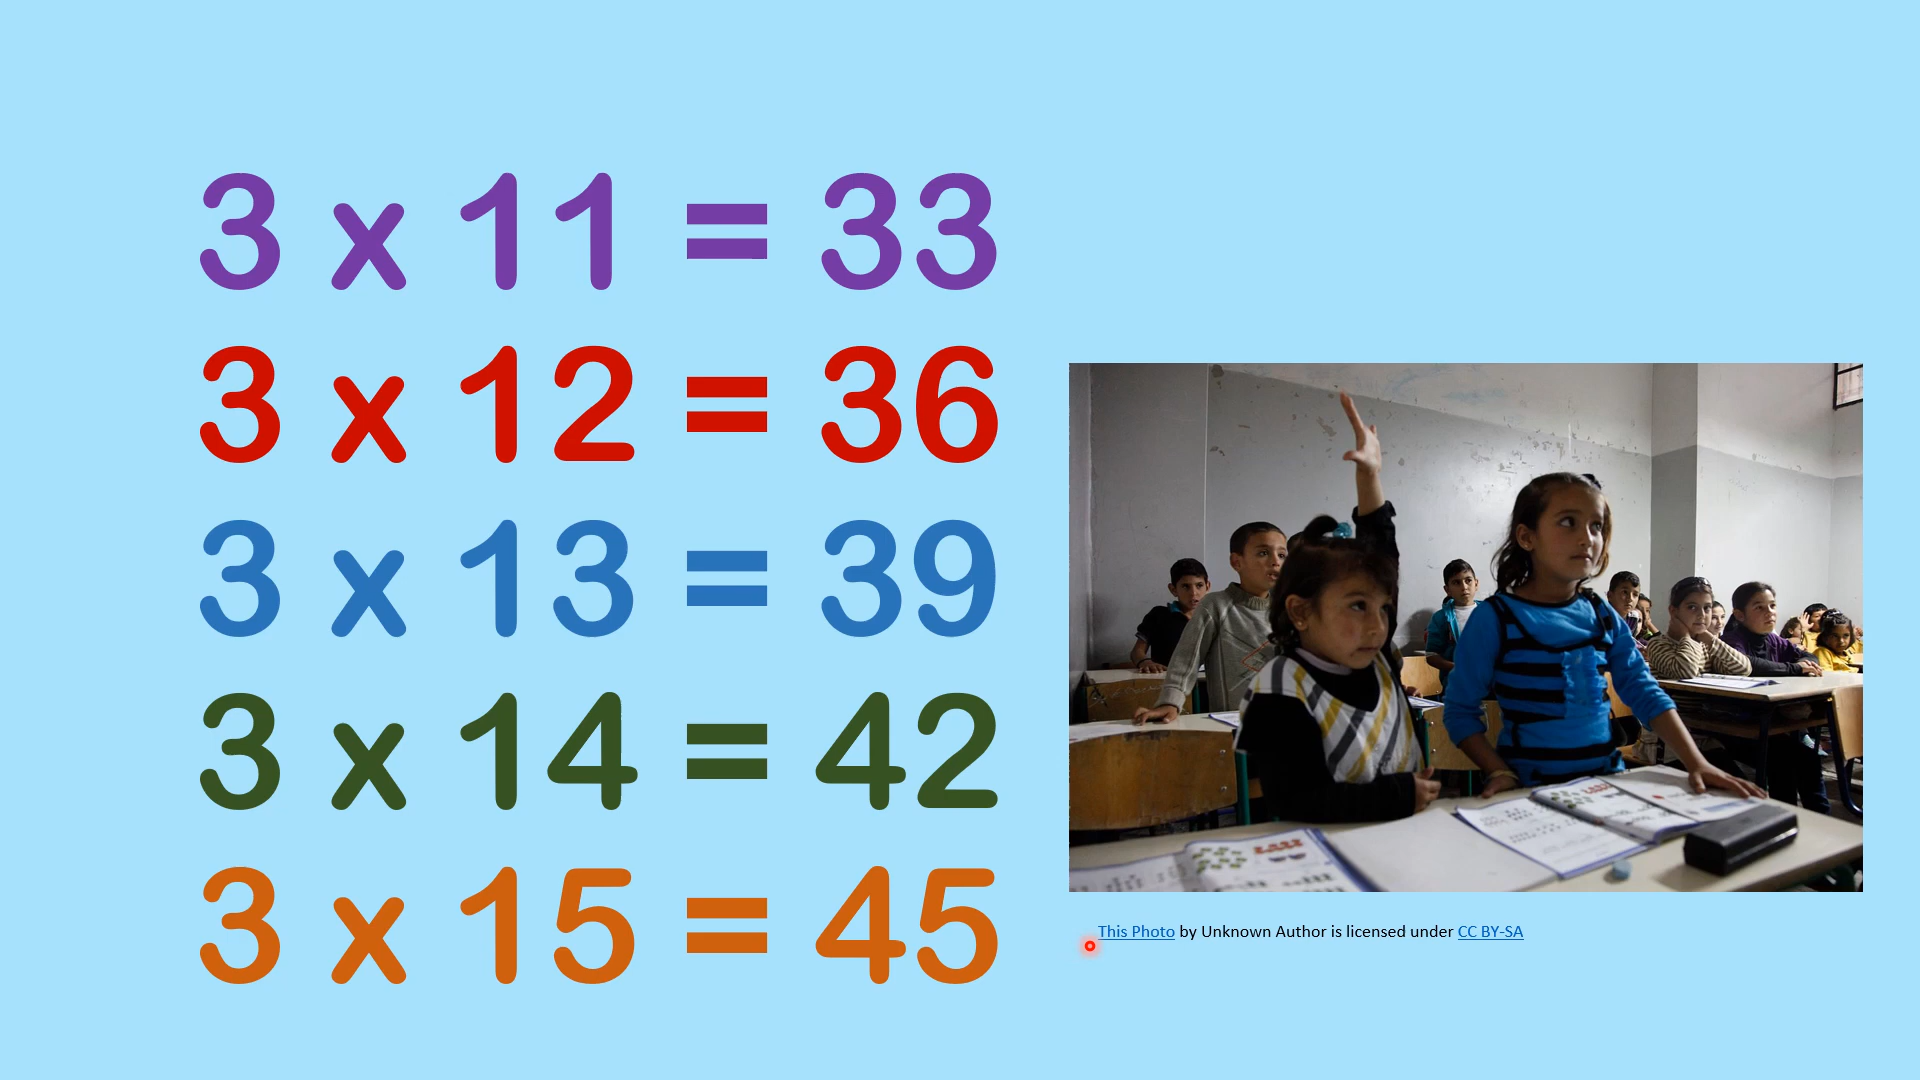 3 x 11 = 33
3 x 12 = 36
3 x 13 = 39
3 x 14 = 42
3 x 15 = 45
This Photo by Unknown Author is licensed under CC BY-SA